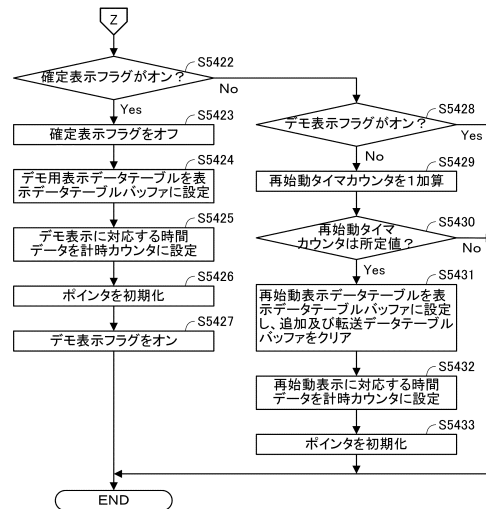 Z
S5422
確定表示フラグがオン？
No
Yes
S5423
確定表示フラグをオフ
S5424
デモ用表示データテーブルを表
示データテーブルバッファに設定
S5425
デモ表示に対応する時間
データを計時カウンタに設定
S5426
ポインタを初期化
S5427
デモ表示フラグをオン
S5428
デモ表示フラグがオン？
Yes
No
S5429
再始動タイマカウンタを1加算
S5430
再始動タイマ
カウンタは所定値？
No
Yes
S5431
再始動表示データテーブルを表
示データテーブルバッファに設定
し、追加及び転送データテーブル
バッファをクリア
S5432
再始動表示に対応する時間
データを計時カウンタに設定
S5433
ポインタを初期化
END